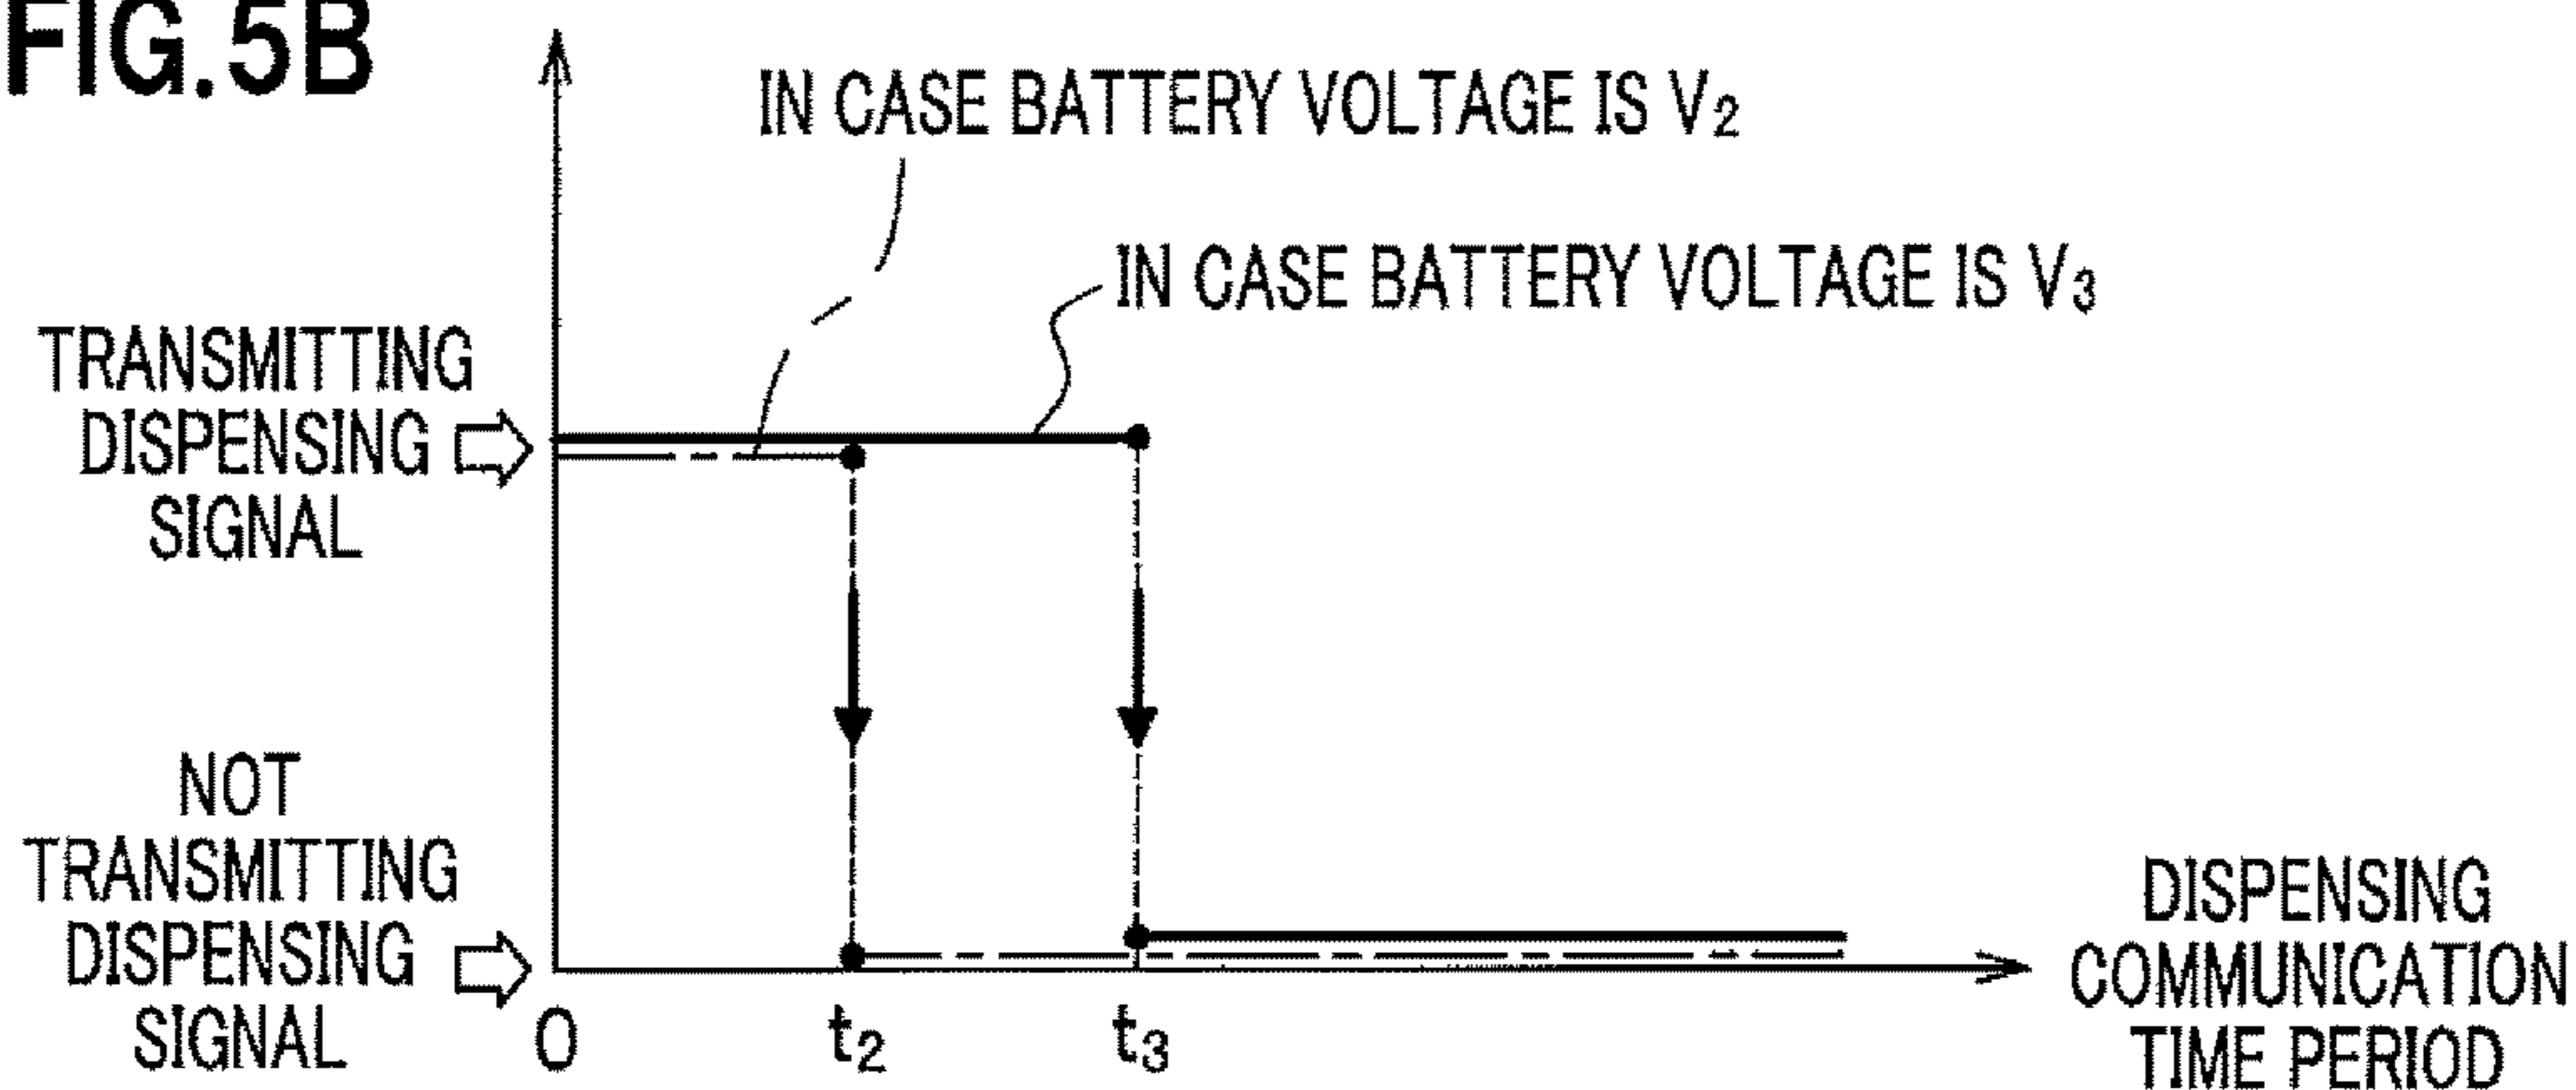 FIG.5B
IN CASE BATTERY VOLTAGE IS V₂
IN CASE BATTERY VOLTAGE IS V₃
TRANSMITTING
DISPENSING
SIGNAL
NOT
TRANSMITTING
DISPENSING
SIGNAL
0
t₂
t₃
DISPENSING
COMMUNICATION
TIME PERIOD